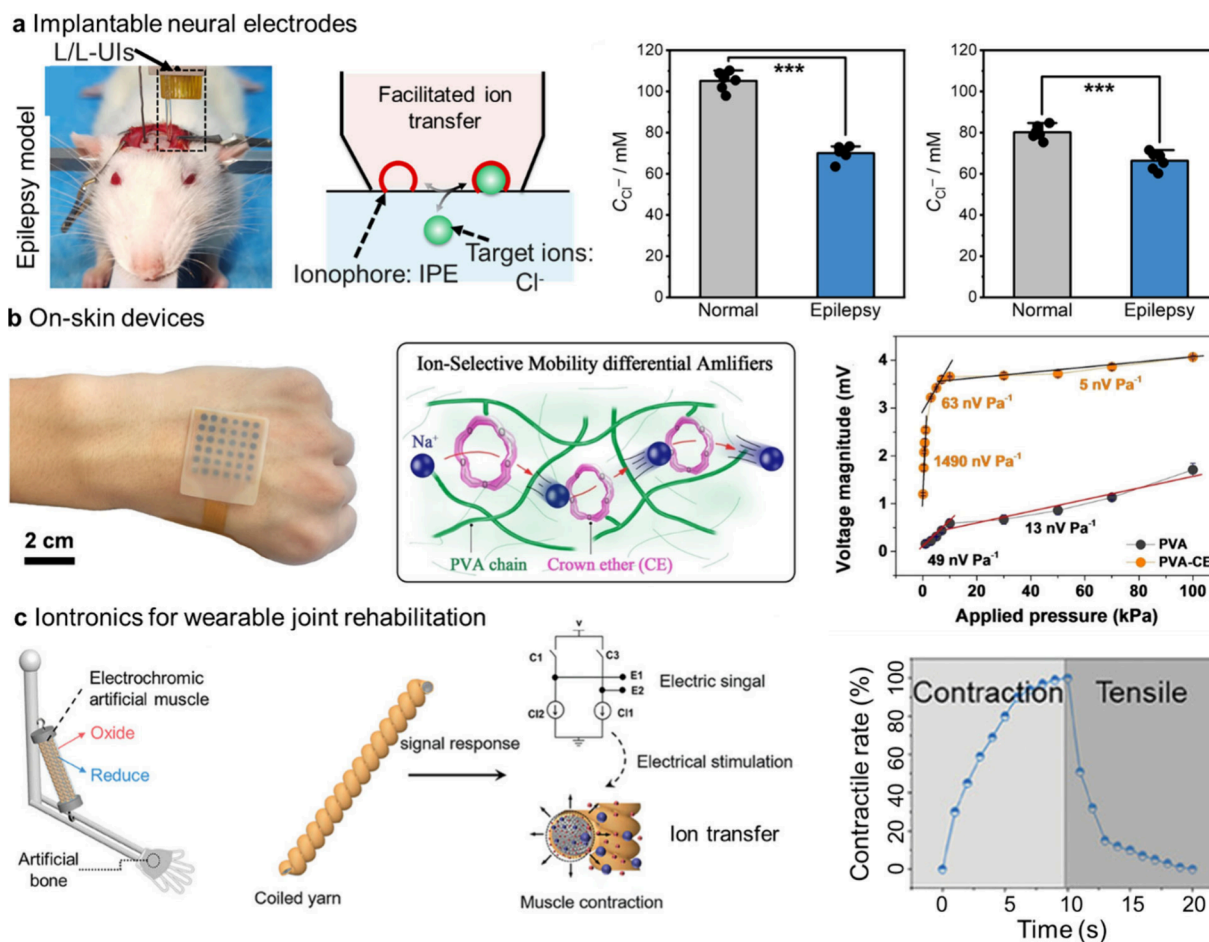 a Implantable neural electrodes
L/L-UIs
Epilepsy model
Facilitated ion
transfer
Ionophore: IPE
Target ions:
Cl-
CCl− / mM
120
100
80
60
40
20
0
***
Normal
Epilepsy
CCl− / mM
120
100
80
60
40
20
0
***
Normal
Epilepsy
b On-skin devices
2 cm
Ion-Selective Mobility differential Amlifiers
Na+
PVA chain
Crown ether (CE)
Voltage magnitude (mV)
4
3
2
1
0
63 nV Pa-1
5 nV Pa-1
1490 nV Pa-1
13 nV Pa-1
49 nV Pa-1
PVA
PVA-CE
0 20 40 60 80 100
Applied pressure (kPa)
c Iontronics for wearable joint rehabilitation
Electrochromic
artificial muscle
Oxide
Reduce
Artificial
bone
Coiled yarn
signal response
V
C1
C3
E1
E2
CI2
CI1
Electric singal
Electrical stimulation
Ion transfer
Muscle contraction
Contractile rate (%)
100
80
60
40
20
0
Contraction
Tensile
0 5 10 15 20
Time (s)